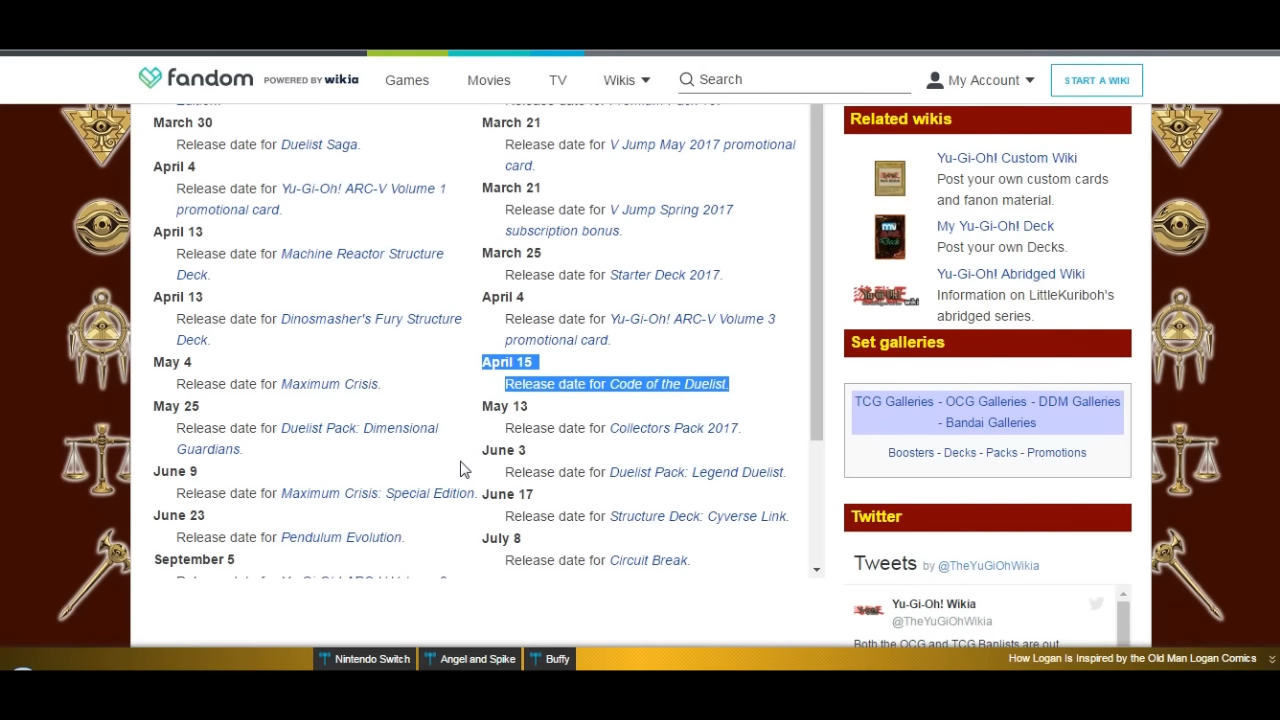 fandom POWERED BY wikia Games Movies TV Wikis Search My Account START A WIKI
Edition.
March 30
Release date for Duelist Saga.
April 4
Release date for Yu-Gi-Oh! ARC-V Volume 1
promotional card.
April 13
Release date for Machine Reactor Structure
Deck.
April 13
Release date for Dinosmasher's Fury Structure
Deck.
May 4
Release date for Maximum Crisis.
May 25
Release date for Duelist Pack: Dimensional
Guardians.
June 9
Release date for Maximum Crisis: Special Edition.
June 23
Release date for Pendulum Evolution.
September 5
March 21
Release date for V Jump May 2017 promotional
card.
March 21
Release date for V Jump Spring 2017
subscription bonus.
March 25
Release date for Starter Deck 2017.
April 4
Release date for Yu-Gi-Oh! ARC-V Volume 3
promotional card.
April 15
Release date for Code of the Duelist.
May 13
Release date for Collectors Pack 2017.
June 3
Release date for Duelist Pack: Legend Duelist.
June 17
Release date for Structure Deck: Cyverse Link.
July 8
Release date for Circuit Break.
Related wikis
Yu-Gi-Oh! Custom Wiki
Post your own custom cards
and fanon material.
My Yu-Gi-Oh! Deck
Post your own Decks.
Yu-Gi-Oh! Abridged Wiki
Information on LittleKuriboh's
abridged series.
Set galleries
TCG Galleries - OCG Galleries - DDM Galleries
- Bandai Galleries
Boosters - Decks - Packs - Promotions
Twitter
Tweets by @TheYuGiOhWikia
Yu-Gi-Oh! Wikia
@TheYuGiOhWikia
Both the OCG and TCG Banlists are out
Nintendo Switch Angel and Spike Buffy How Logan Is Inspired by the Old Man Logan Comics